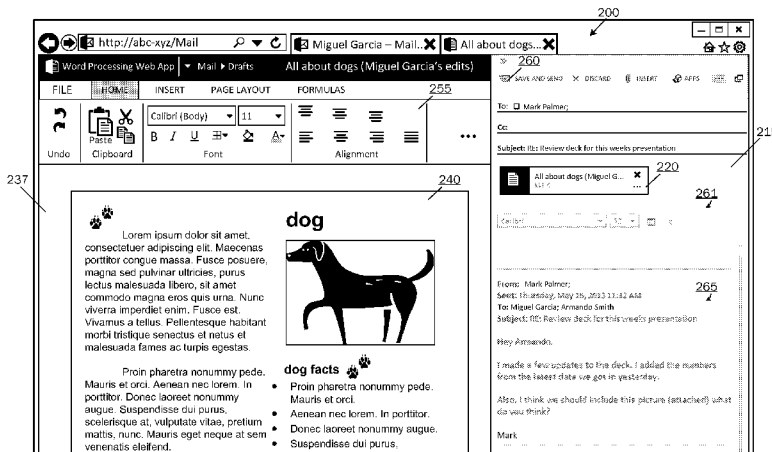 200
http://abc-xyz/Mail
Miguel Garcia – Mail..
All about dogs...
Word Processing Web App
Mail ▸ Drafts
All about dogs (Miguel Garcia's edits)
260
FILE
HOME
INSERT
PAGE LAYOUT
FORMULAS
255
Undo
Paste
Clipboard
Calibri (Body)
11
B I U
A
Font
Alignment
237
240
Lorem ipsum dolor sit amet,
consectetuer adipiscing elit. Maecenas
porttitor congue massa. Fusce posuere,
magna sed pulvinar ultricies, purus
lectus malesuada libero, sit amet
commodo magna eros quis urna. Nunc
viverra imperdiet enim. Fusce est.
Vivamus a tellus. Pellentesque habitant
morbi tristique senectus et netus et
malesuada fames ac turpis egestas.
Proin pharetra nonummy pede.
Mauris et orci. Aenean nec lorem. In
porttitor. Donec laoreet nonummy
augue. Suspendisse dui purus,
scelerisque at, vulputate vitae, pretium
mattis, nunc. Mauris eget neque at sem
venenatis eleifend.
dog
dog facts
• Proin pharetra nonummy pede.
Mauris et orci.
• Aenean nec lorem. In porttitor.
• Donec laoreet nonummy augue.
• Suspendisse dui purus,
SAVE AND SEND
DISCARD
INSERT
APPS
To: Mark Palmer;
Cc:
Subject: RE: Review deck for this weeks presentation
220
All about dogs (Miguel G...
261
Calibri
From: Mark Palmer;
265
Sent: Thursday, May 16, 2013 11:32 AM
To: Miguel Garcia; Armando Smith
Subject: RE: Review deck for this weeks presentation
Hey Armando,
I made a few updates to the deck. I added the numbers
from the latest data we got in yesterday.
Also, I think we should include this picture (attached) what
do you think?
Mark